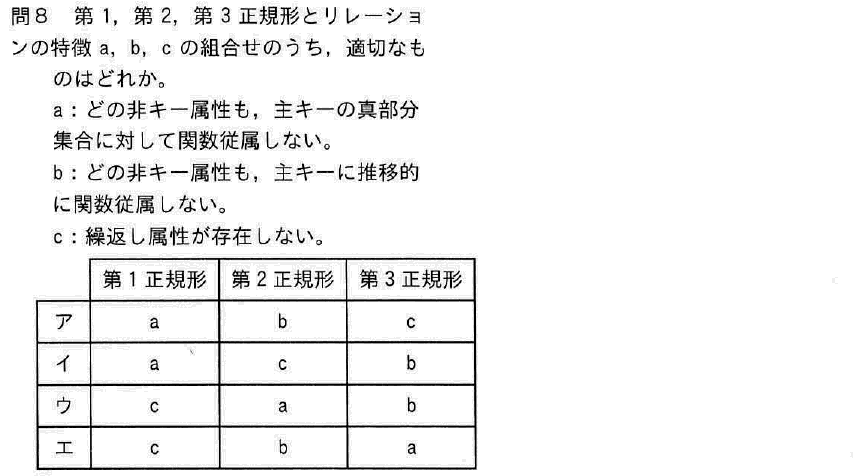 問8 第1，第2，第3正規形とリレーショ
ンの特徴a，b，cの組合せのうち，適切なも
のはどれか。
a：どの非キー属性も，主キーの真部分
集合に対して関数従属しない。
b：どの非キー属性も，主キーに推移的
に関数従属しない。
c：繰返し属性が存在しない。
第1正規形 第2正規形 第3正規形
ア a b c
イ a c b
ウ c a b
エ c b a